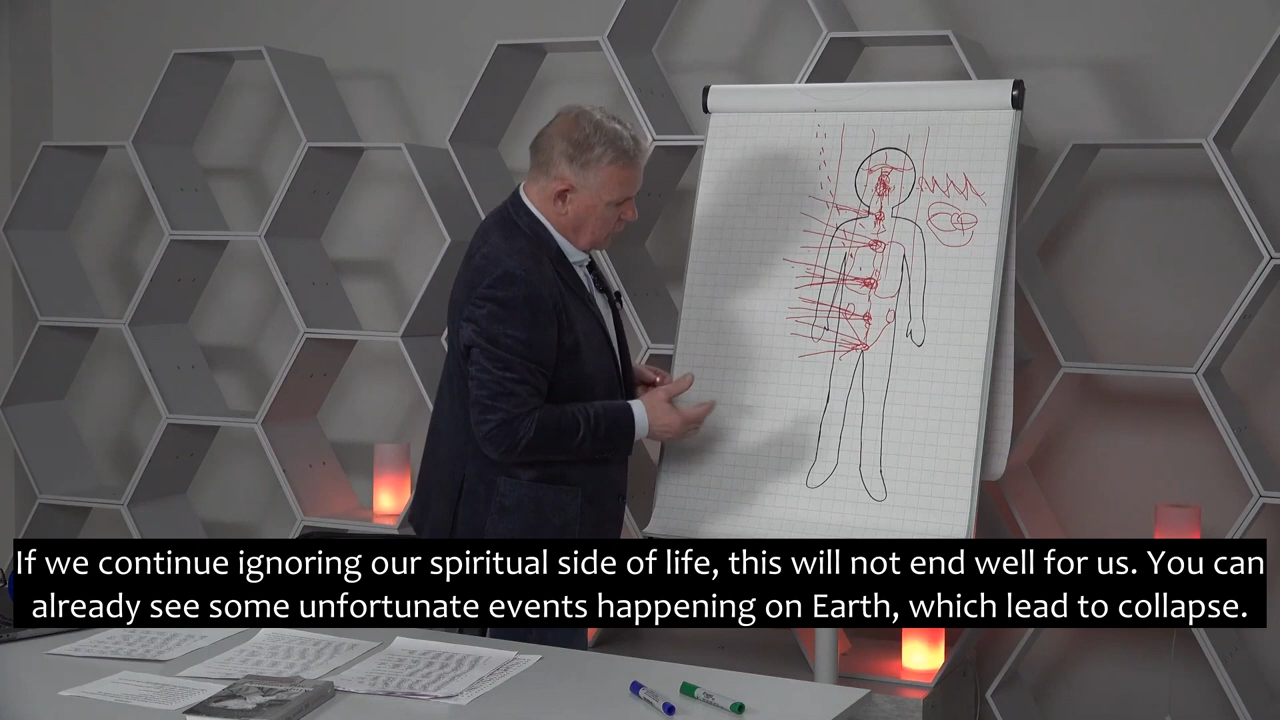 If we continue ignoring our spiritual side of life, this will not end well for us. You can
already see some unfortunate events happening on Earth, which lead to collapse.